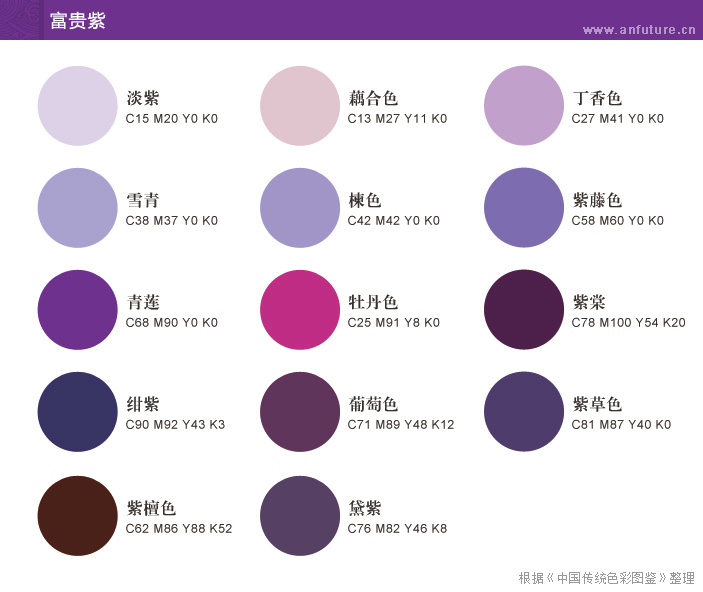 富贵紫
www.anfuture.cn
淡紫
C15 M20 Y0 K0
藕合色
C13 M27 Y11 K0
丁香色
C27 M41 Y0 K0
雪青
C38 M37 Y0 K0
楝色
C42 M42 Y0 K0
紫藤色
C58 M60 Y0 K0
青莲
C68 M90 Y0 K0
牡丹色
C25 M91 Y8 K0
紫棠
C78 M100 Y54 K20
绀紫
C90 M92 Y43 K3
葡萄色
C71 M89 Y48 K12
紫草色
C81 M87 Y40 K0
紫檀色
C62 M86 Y88 K52
黛紫
C76 M82 Y46 K8
根据《中国传统色彩图鉴》整理